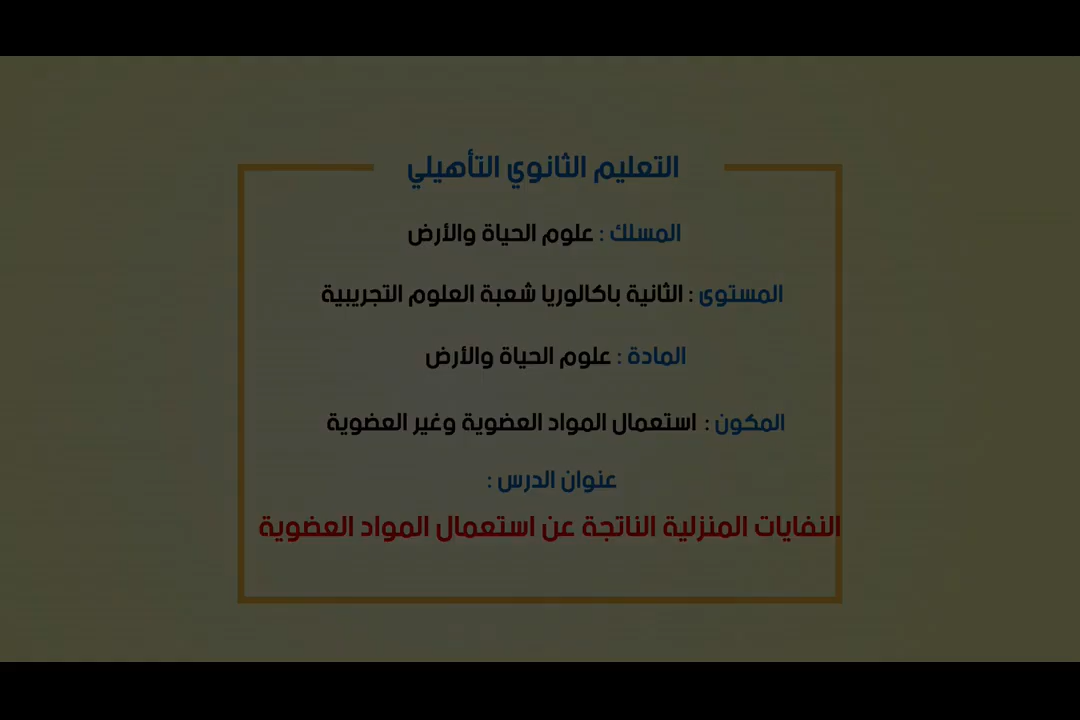 التعليم الثانوي التأهيلي
المسلك : علوم الحياة والأرض
المستوى : الثانية باكالوريا شعبة العلوم التجريبية
المادة : علوم الحياة والأرض
المكون : استعمال المواد العضوية وغير العضوية
عنوان الدرس :
النفايات المنزلية الناتجة عن استعمال المواد العضوية